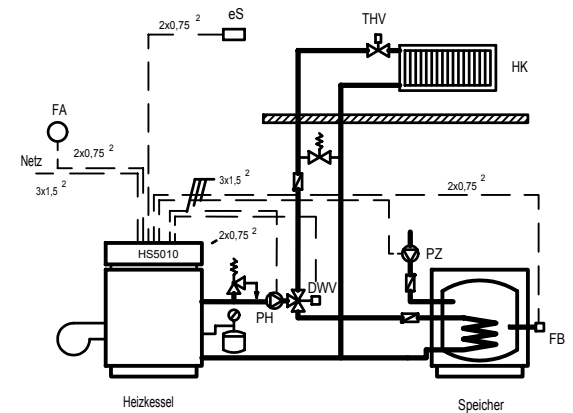 eS
THV
2x0,75 2
HK
FA
2x0,75 2
Netz
3x1,5 2
3x1,5 2
2x0,75 2
2x0,75 2
HS5010
PZ
DWV
PH
FB
Heizkessel
Speicher